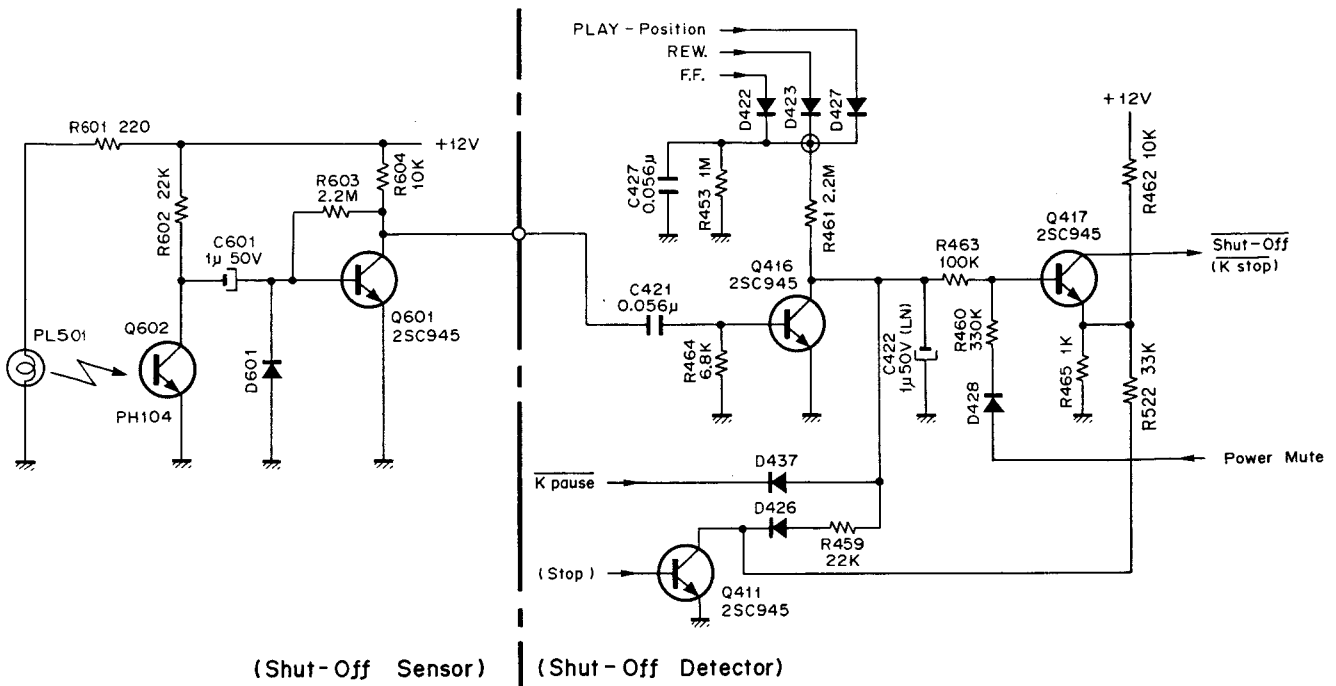 PLAY - Position
REW.
F.F.
D422
D423
D427
+12V
R601 220
+12V
R602 22K
R603
2.2M
R604
10K
C427
0.056µ
R453 1M
R461 2.2M
R462 10K
C601
1µ 50V
Q417
2SC945
Shut-Off
(K stop)
R463
100K
Q416
2SC945
C421
0.056µ
PL501
Q602
Q601
2SC945
D601
PH104
R464
6.8K
C422
1µ50V (LN)
R460
330K
D428
R465 1K
R522 33K
K pause
D437
Power Mute
D426
R459
22K
(Stop)
Q411
2SC945
(Shut-Off Sensor)
(Shut-Off Detector)